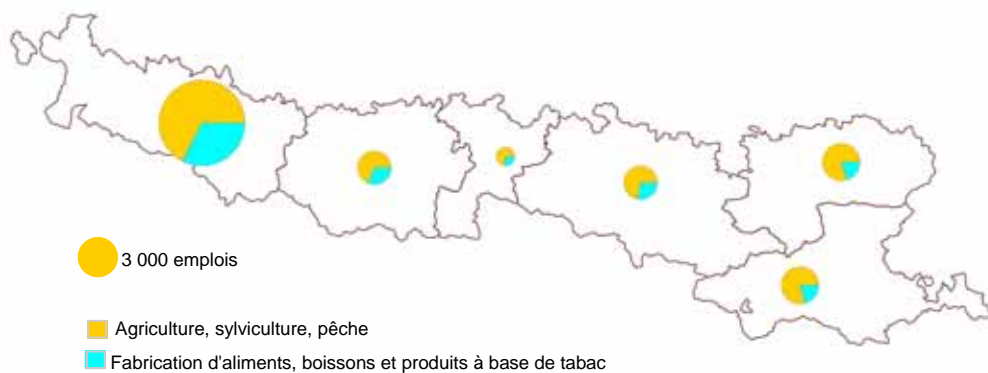 3 000 emplois
Agriculture, sylviculture, pêche
Fabrication d'aliments, boissons et produits à base de tabac